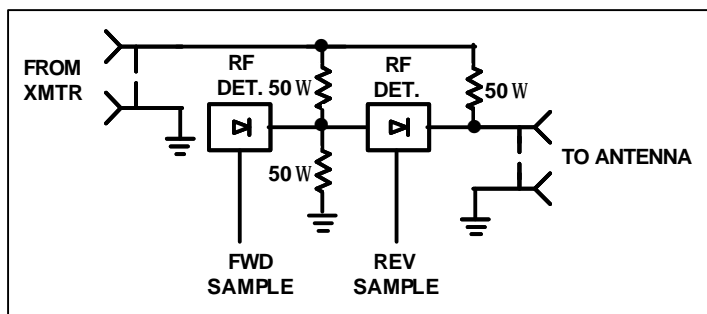 FROM
XMTR
RF
DET.
50 W
RF
DET.
50 W
50 W
TO ANTENNA
FWD
SAMPLE
REV
SAMPLE